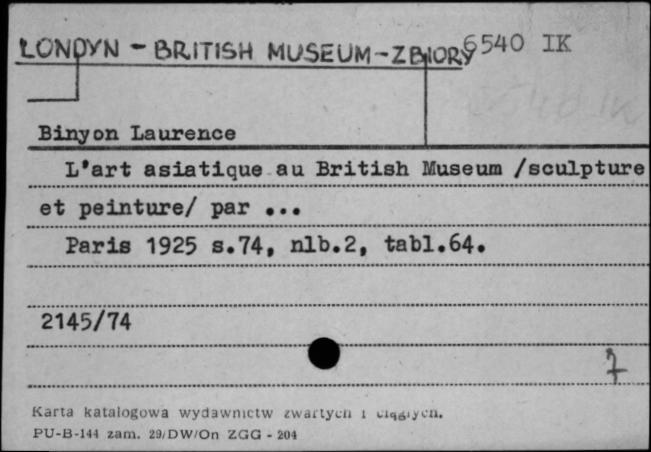 LONDYN - BRITISH MUSEUM - ZBIORY 6540 IK
Binyon Laurence
L'art asiatique au British Museum /sculpture
et peinture/ par ...
Paris 1925 s.74, nlb.2, tabl.64.
2145/74
7
Karta katalogowa wydawnictw zwartych i ciągłych.
PU-B-144 zam. 29/DW/On ZGG - 204